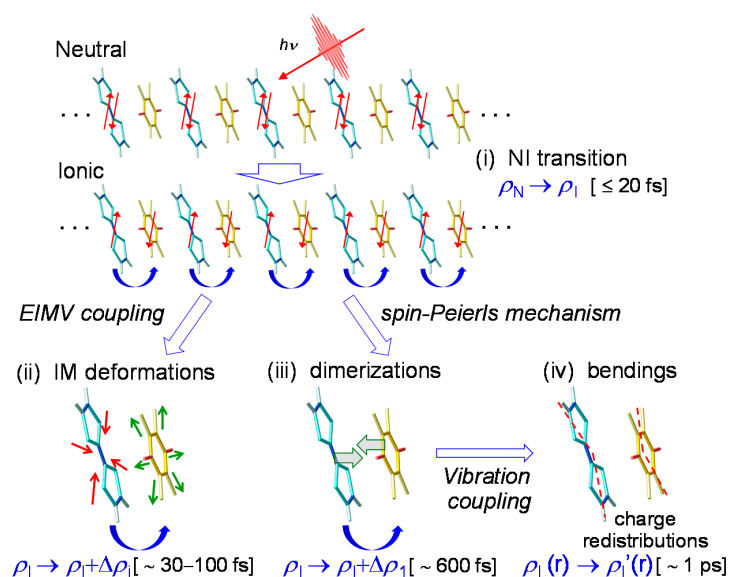 hν
Neutral
. . .
. . .
(i) NI transition
Ionic
ρN → ρI [ ≤ 20 fs]
. . .
. . .
EIMV coupling
spin-Peierls mechanism
(ii) IM deformations
(iii) dimerizations
(iv) bendings
Vibration
coupling
charge
redistributions
ρI → ρI+Δρi [ ~ 30–100 fs]
ρI → ρI+Δρ1 [ ~ 600 fs]
ρI (r) → ρI’(r) [ ~ 1 ps]